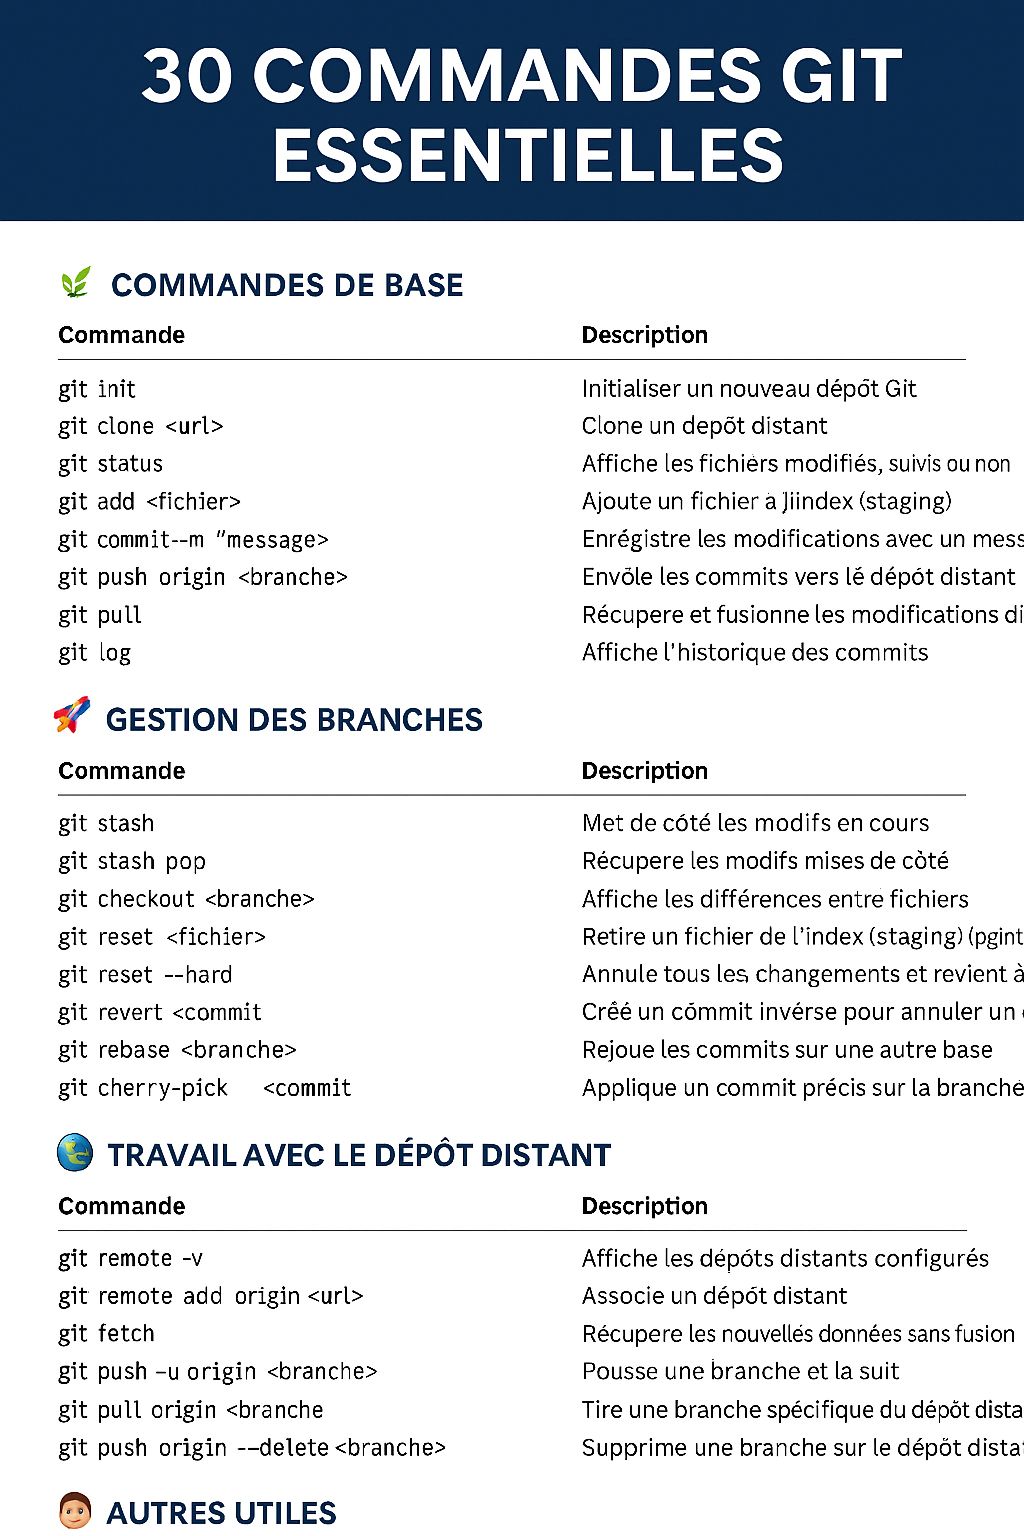 30 COMMANDES GIT
ESSENTIELLES
COMMANDES DE BASE
Commande Description
git init Initialiser un nouveau dépõt Git
git clone <url> Clone un depõt distant
git status Affiche les fichiėrs modifiés, suivis ou non
git add <fichier> Ajoute un fichier à Jiindex (staging)
git commit--m "message> Enrégistre les modifications avec un mess
git push origin <branche> Envõle les commits vers lé dépót distant
git pull Récupere et fusionne les modifications di
git log Affiche l'historique des commits
GESTION DES BRANCHES
Commande Description
git stash Met de cóté les modifs en cours
git stash pop Récupere les modifs mises de còté
git checkout <branche> Affiche les différences entre fichiers
git reset <fichier> Retire un fichier de l'index (staging) (pgint
git reset --hard Annule tous les, changements et revient à
git revert <commit Créé un cõmmit invérse pour annuler un
git rebase <branche> Rejoue les commits sur une autre base
git cherry-pick <commit Applique un commit précis sur la branche
TRAVAIL AVEC LE DÉPÔT DISTANT
Commande Description
git remote -v Affiche les dépóts distants configurés
git remote add origin <url> Associe un dépõt distant
git fetch Récupere les nouvellés données sans fusion
git push -u origin <branche> Pousse une branche et la suit
git pull origin <branche Tire une branche spécifique du dépòt dista
git push origin --delete <branche> Supprime une branche sur le dépõt distat
AUTRES UTILES